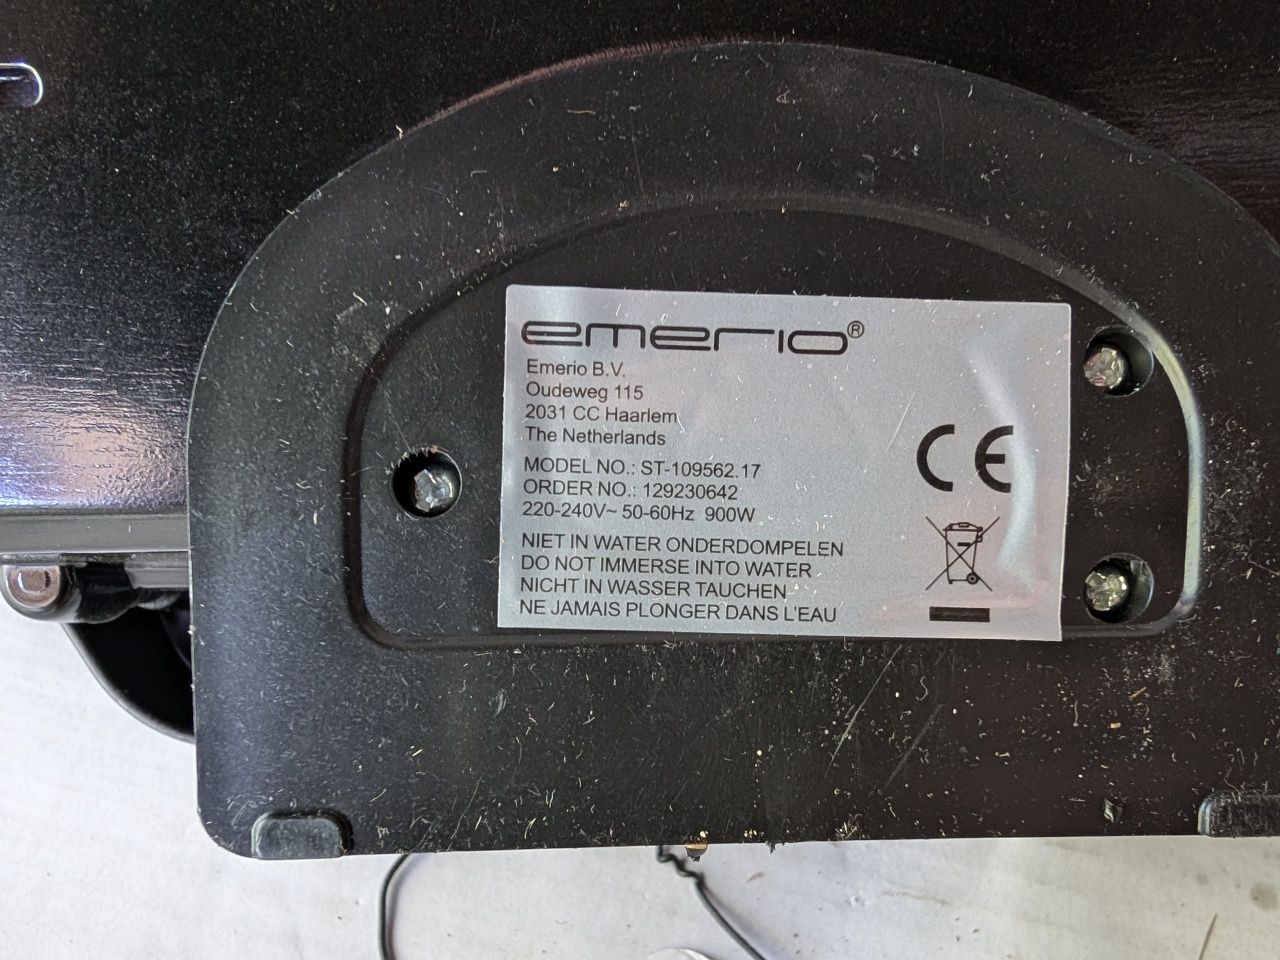 emerio®
Emerio B.V.
Oudeweg 115
2031 CC Haarlem
The Netherlands
MODEL NO.: ST-109562.17
ORDER NO.: 129230642
220-240V~ 50-60Hz 900W
NIET IN WATER ONDERDOMPELEN
DO NOT IMMERSE INTO WATER
NICHT IN WASSER TAUCHEN
NE JAMAIS PLONGER DANS L'EAU
CE